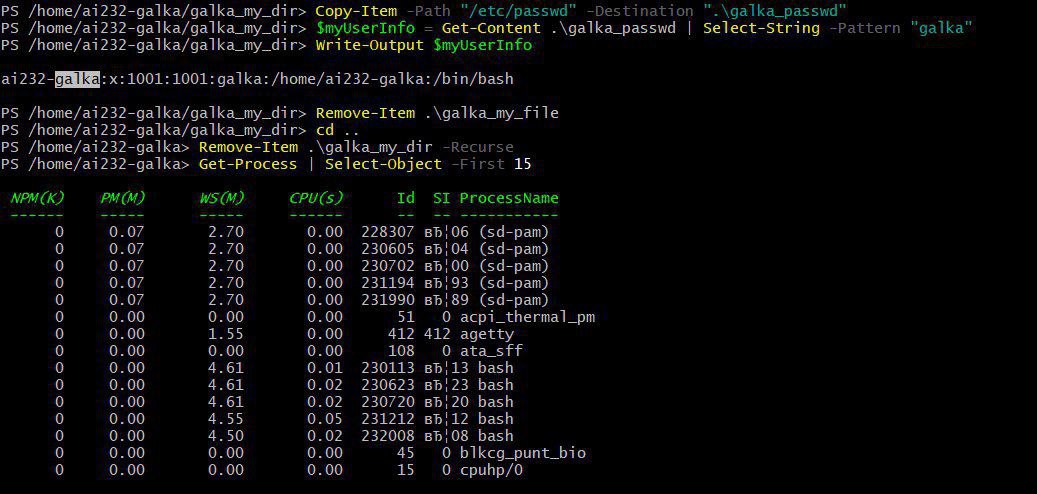 PS /home/ai232-galka/galka_my_dir> Copy-Item -Path "/etc/passwd" -Destination ".\galka_passwd"
PS /home/ai232-galka/galka_my_dir> $myUserInfo = Get-Content .\galka_passwd | Select-String -Pattern "galka"
PS /home/ai232-galka/galka_my_dir> Write-Output $myUserInfo
ai232-galka:x:1001:1001:galka:/home/ai232-galka:/bin/bash
PS /home/ai232-galka/galka_my_dir> Remove-Item .\galka_my_file
PS /home/ai232-galka/galka_my_dir> cd ..
PS /home/ai232-galka> Remove-Item .\galka_my_dir -Recurse
PS /home/ai232-galka> Get-Process | Select-Object -First 15
NPM(K) PM(M) WS(M) CPU(s) Id SI ProcessName
------ ----- ----- ------ -- -- -----------
0 0.07 2.70 0.00 228307 вЂ¦06 (sd-pam)
0 0.07 2.70 0.00 230605 вЂ¦04 (sd-pam)
0 0.07 2.70 0.00 230702 вЂ¦00 (sd-pam)
0 0.07 2.70 0.00 231194 вЂ¦93 (sd-pam)
0 0.07 2.70 0.00 231990 вЂ¦89 (sd-pam)
0 0.00 0.00 0.00 51 0 acpi_thermal_pm
0 0.00 1.55 0.00 412 412 agetty
0 0.00 0.00 0.00 108 0 ata_sff
0 0.00 4.61 0.01 230113 вЂ¦13 bash
0 0.00 4.61 0.02 230623 вЂ¦23 bash
0 0.00 4.61 0.02 230720 вЂ¦20 bash
0 0.00 4.55 0.05 231212 вЂ¦12 bash
0 0.00 4.50 0.02 232008 вЂ¦08 bash
0 0.00 0.00 0.00 45 0 blkcg_punt_bio
0 0.00 0.00 0.00 15 0 cpuhp/0